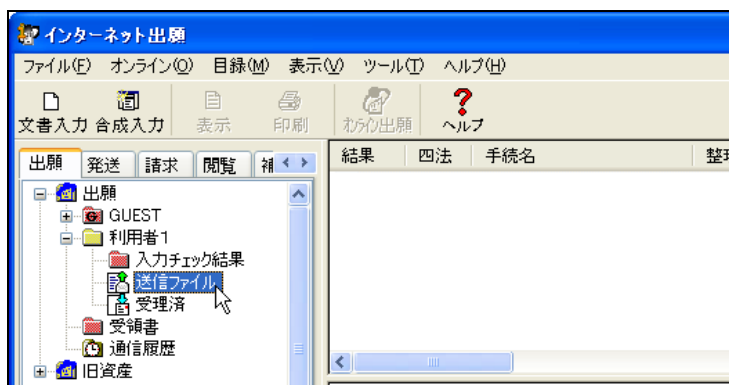 インターネット出願
ファイル(F) オンライン(O) 目録(M) 表示(V) ツール(T) ヘルプ(H)
文書入力 合成入力 表示 印刷 オンライン出願 ヘルプ
出願 発送 請求 閲覧 補
結果 四法 手続名 整理
出願
GUEST
利用者1
入力チェック結果
送信ファイル
受理済
受領書
通信履歴
旧資産